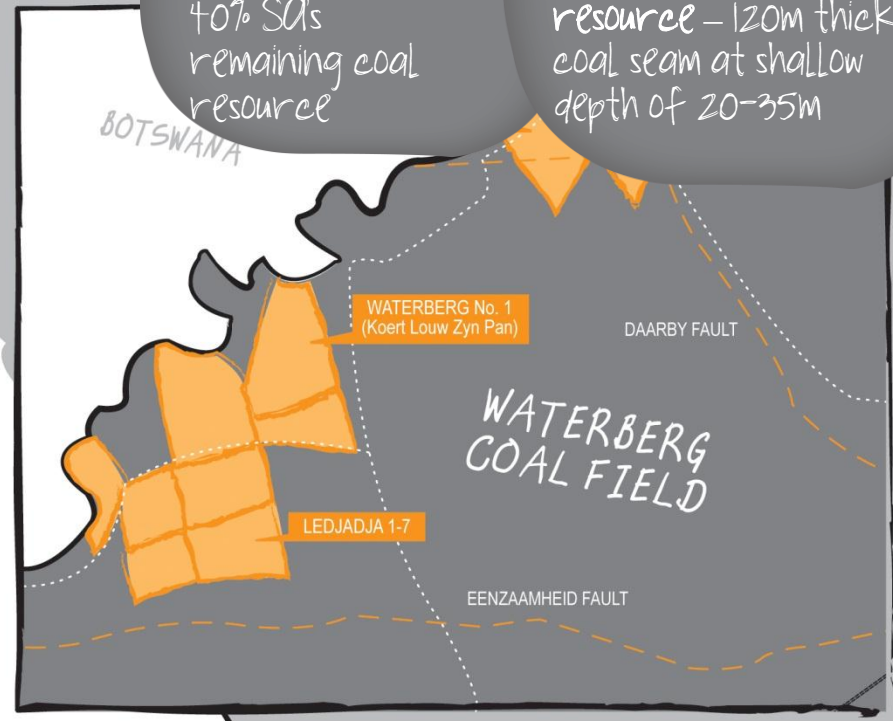 40% SA's
remaining coal
resource
resource – 120m thick
coal seam at shallow
depth of 20-35m
BOTSWANA
WATERBERG No. 1
(Koert Louw Zyn Pan)
DAARBY FAULT
WATERBERG
COAL FIELD
LEDJADJA 1-7
EENZAAMHEID FAULT